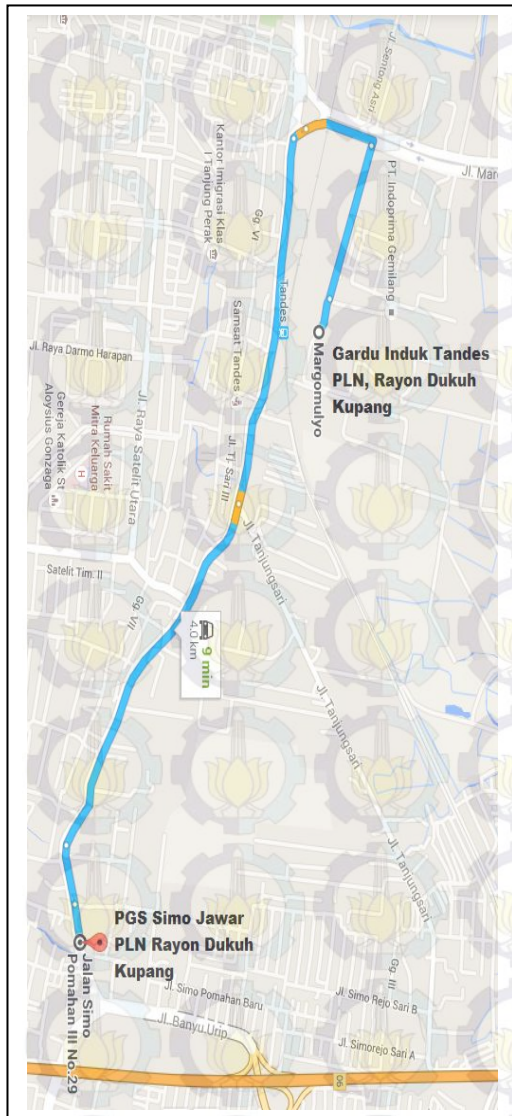 Jl. Sentong Asri
Jl. Marg
PT. Indoprima Gemilang
Kantor Imigrasi Klas
I Tanjung Perak
Gg. VI
Tandes
Margomulyo
Gardu Induk Tandes
PLN, Rayon Dukuh
Kupang
Samsat Tandes
Jl. Raya Darmo Harapan
Jl. Tj. Sari III
Gereja Katolik St
Aloysius Gonzaga
Rumah Sakit
Mitra Keluarga
H
Jl. Raya Satelit Utara
Jl. Tanjungsari
Satelit Tim. II
Gg. VII
9 min
4.0 km
Jl. Tanjungsari
Jl. Tanjungsari
PGS Simo Jawar
PLN Rayon Dukuh
Kupang
Jalan Simo
Pomahan III No.29
Gg. III
Jl. Simo Pomahan Baru
Jl. Simo Rejo Sari B
Jl. Banyu Urip
Jl. Simorejo Sari A